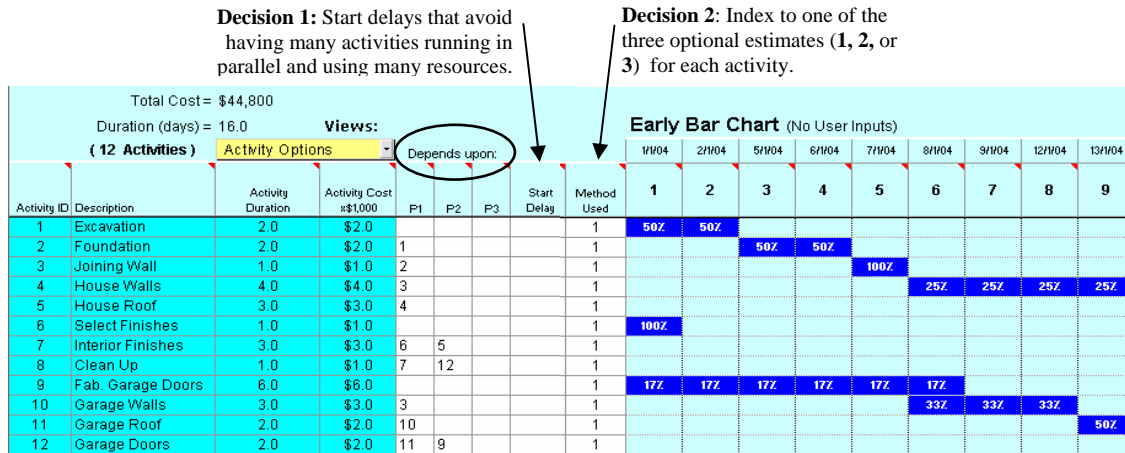 Decision 1: Start delays that avoid
having many activities running in
parallel and using many resources.
Decision 2: Index to one of the
three optional estimates (1, 2, or
3) for each activity.
Total Cost = $44,800
Duration (days) = 16.0 Views:
Early Bar Chart (No User Inputs)
( 12 Activities ) Activity Options Depends upon: 1/1/04 2/1/04 5/1/04 6/1/04 7/1/04 8/1/04 9/1/04 12/1/04 13/1/04
Activity ID Description Activity Duration Activity Cost x$1,000 P1 P2 P3 Start Delay Method Used 1 2 3 4 5 6 7 8 9
1 Excavation 2.0 $2.0 1 50% 50%
2 Foundation 2.0 $2.0 1 1 50% 50%
3 Joining Wall 1.0 $1.0 2 1 100%
4 House Walls 4.0 $4.0 3 1 25% 25% 25% 25%
5 House Roof 3.0 $3.0 4 1
6 Select Finishes 1.0 $1.0 1 100%
7 Interior Finishes 3.0 $3.0 6 5 1
8 Clean Up 1.0 $1.0 7 12 1
9 Fab. Garage Doors 6.0 $6.0 1 17% 17% 17% 17% 17% 17%
10 Garage Walls 3.0 $3.0 3 1 33% 33% 33%
11 Garage Roof 2.0 $2.0 10 1 50%
12 Garage Doors 2.0 $2.0 11 9 1